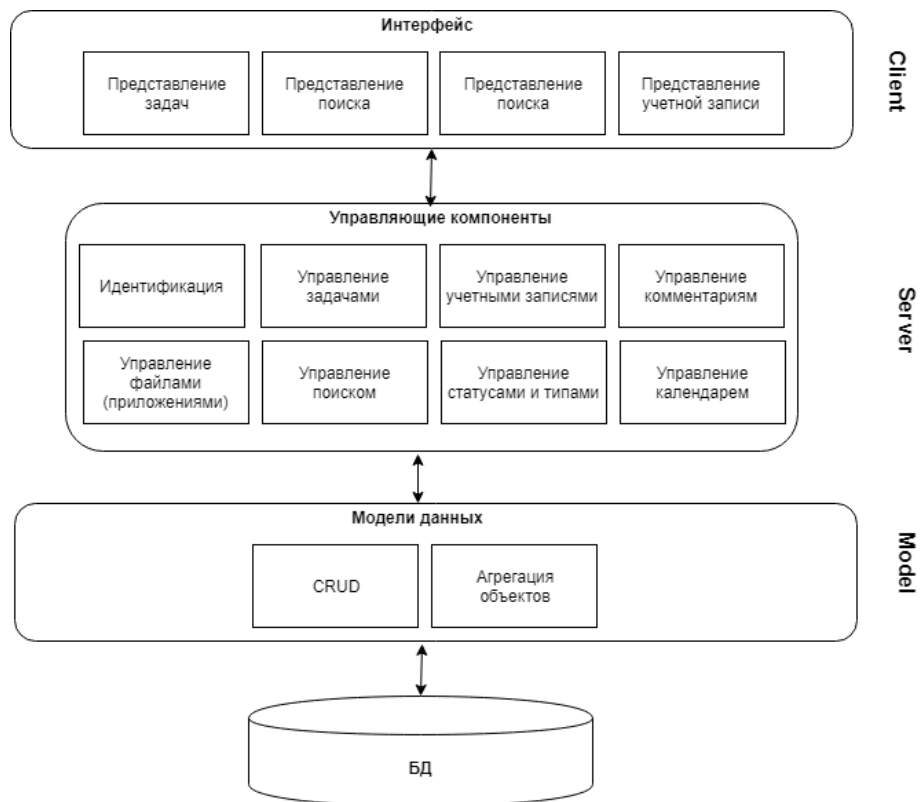 Интерфейс
Представление
задач
Представление
поиска
Представление
поиска
Представление
учетной записи
Client
Управляющие компоненты
Идентификация
Управление
задачами
Управление
учетными записями
Управление
комментариям
Управление
файлами
(приложениями)
Управление
поиском
Управление
статусами и типами
Управление
календарем
Server
Модели данных
CRUD
Агрегация
объектов
Model
БД